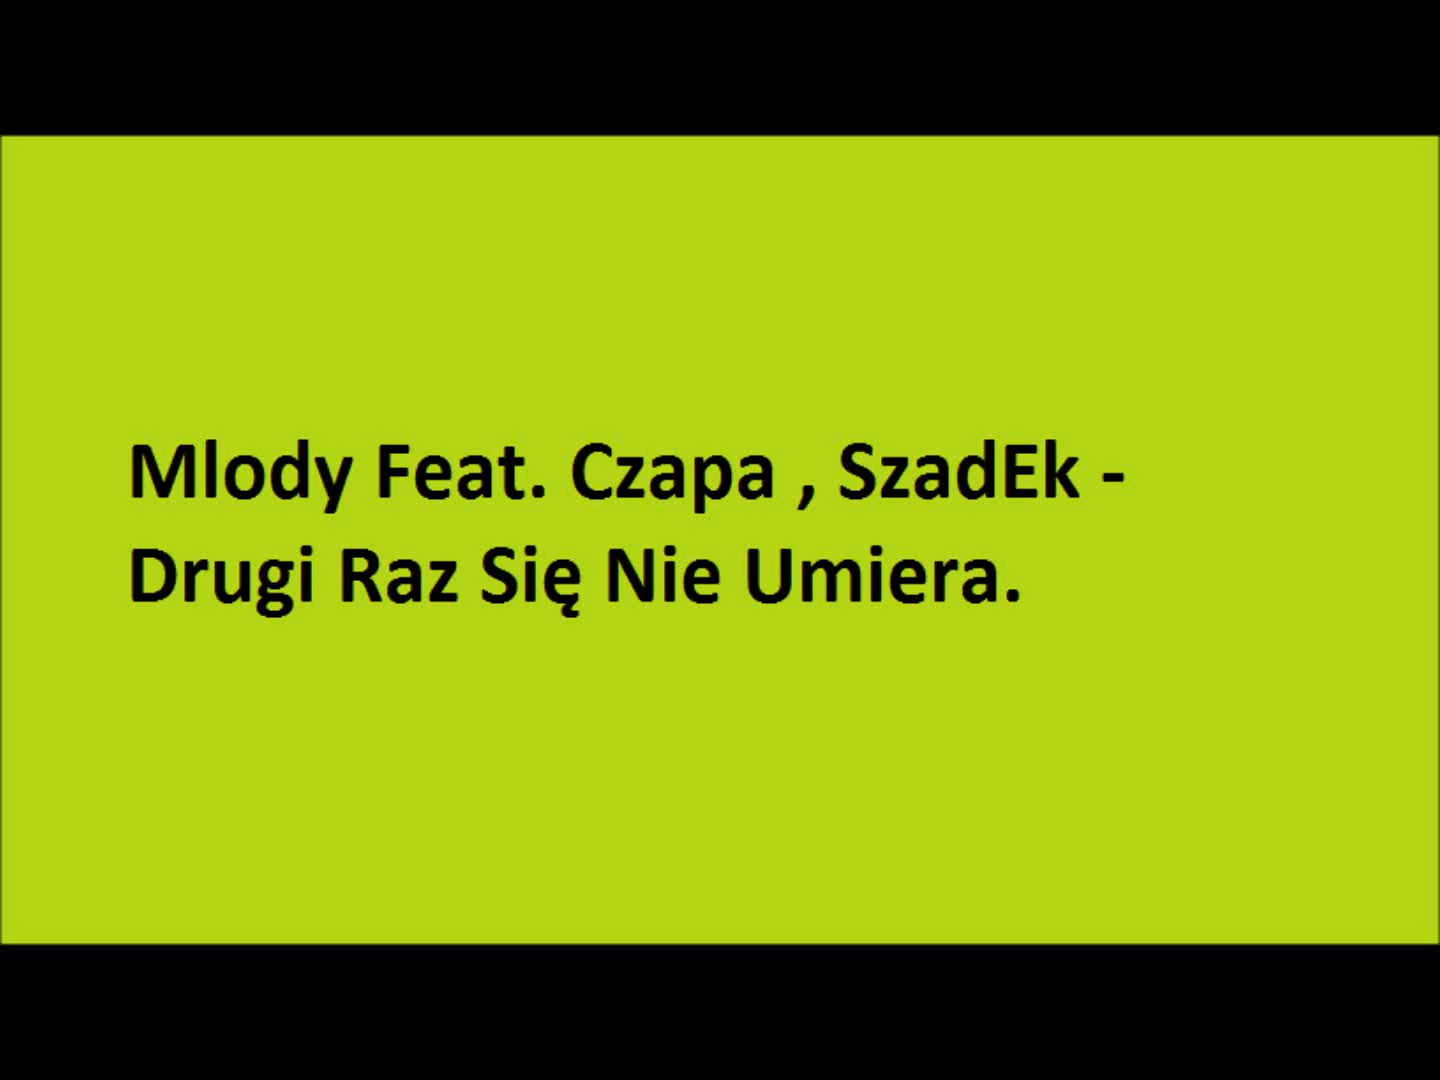 Mlody Feat. Czapa , SzadEk -
Drugi Raz Się Nie Umiera.